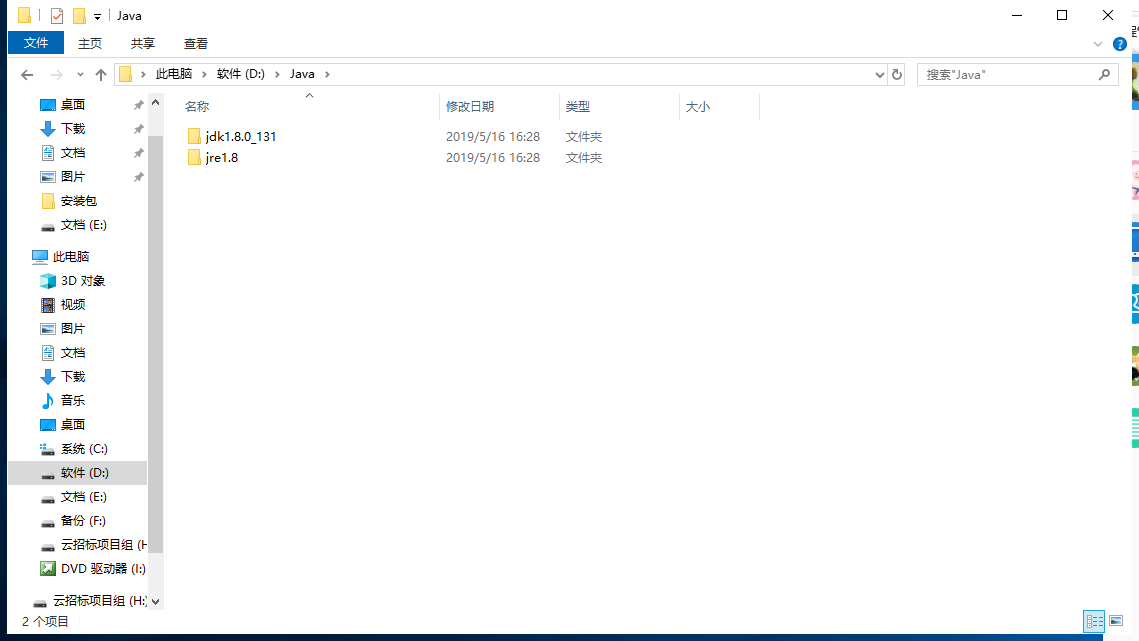 Java
文件 主页 共享 查看
此电脑 软件 (D:) Java
搜索"Java"
名称 修改日期 类型 大小
jdk1.8.0_131 2019/5/16 16:28 文件夹
jre1.8 2019/5/16 16:28 文件夹
桌面
下载
文档
图片
安装包
文档 (E:)
此电脑
3D 对象
视频
图片
文档
下载
音乐
桌面
系统 (C:)
软件 (D:)
文档 (E:)
备份 (F:)
云招标项目组 (H
DVD 驱动器 (I:)
云招标项目组 (H:)
2 个项目